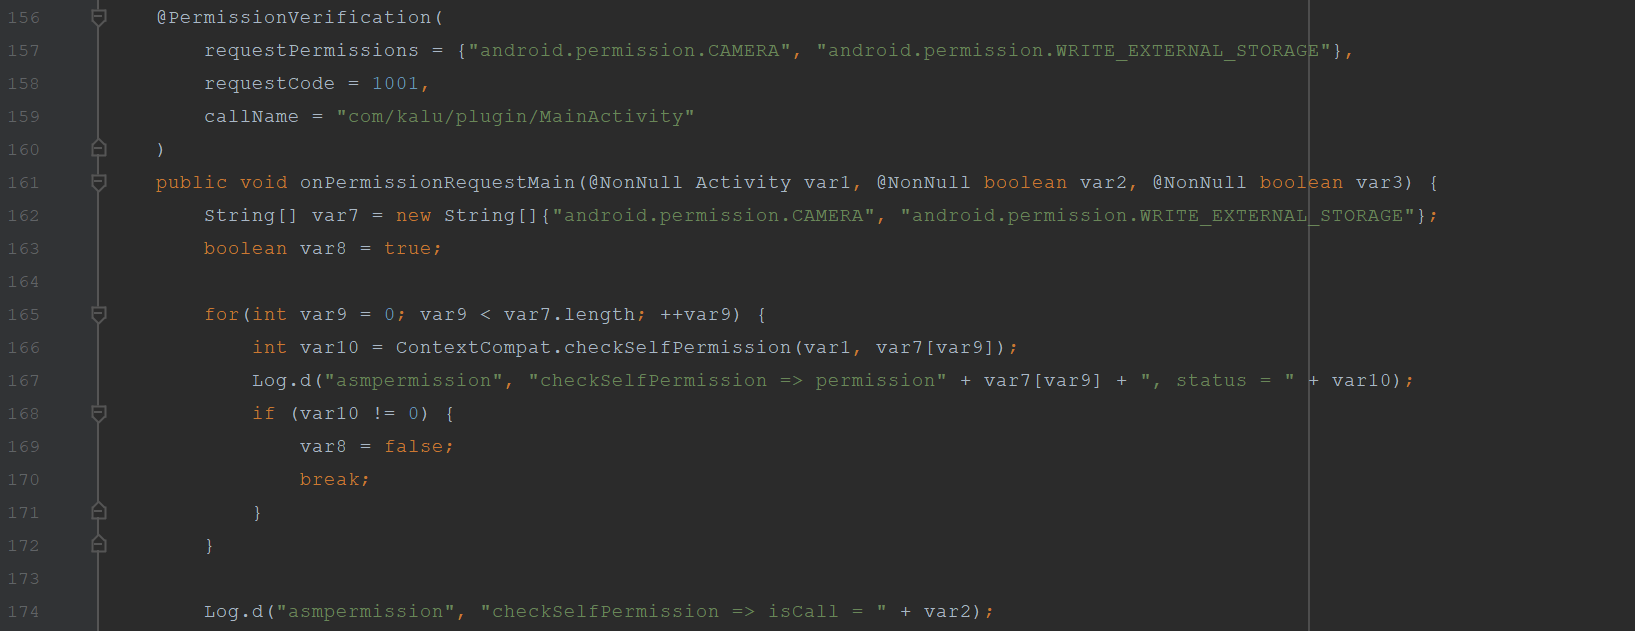 156 @PermissionVerification(
157 requestPermissions = {"android.permission.CAMERA", "android.permission.WRITE_EXTERNAL_STORAGE"},
158 requestCode = 1001,
159 callName = "com/kalu/plugin/MainActivity"
160 )
161 public void onPermissionRequestMain(@NonNull Activity var1, @NonNull boolean var2, @NonNull boolean var3) {
162 String[] var7 = new String[]{"android.permission.CAMERA", "android.permission.WRITE_EXTERNAL_STORAGE"};
163 boolean var8 = true;
164
165 for(int var9 = 0; var9 < var7.length; ++var9) {
166 int var10 = ContextCompat.checkSelfPermission(var1, var7[var9]);
167 Log.d("asmpermission", "checkSelfPermission => permission" + var7[var9] + ", status = " + var10);
168 if (var10 != 0) {
169 var8 = false;
170 break;
171 }
172 }
173
174 Log.d("asmpermission", "checkSelfPermission => isCall = " + var2);